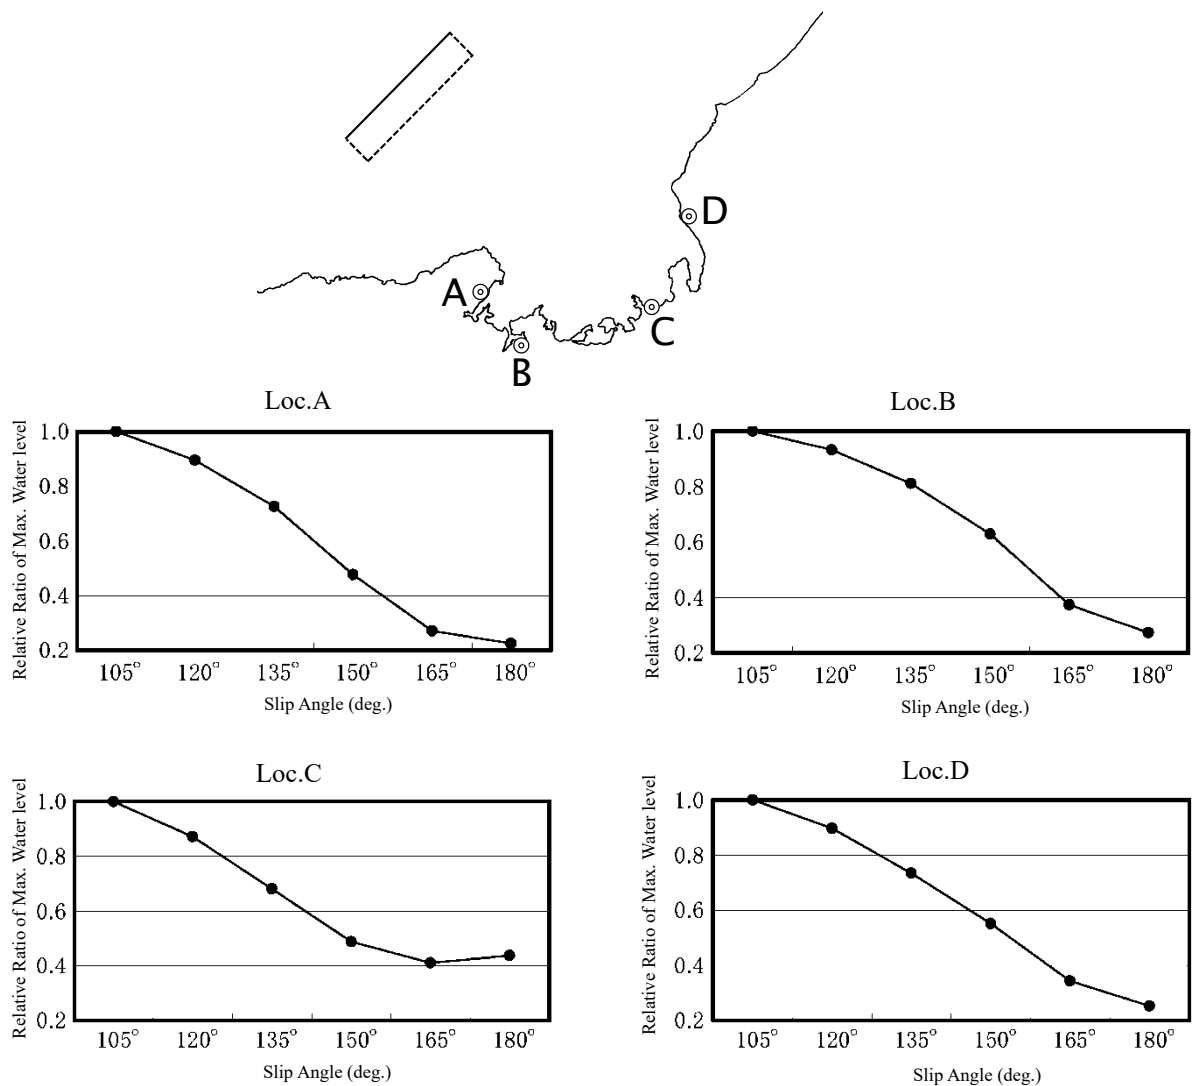 D
A
C
B
Loc.A
Relative Ratio of Max. Water level
1.0
0.8
0.6
0.4
0.2
105° 120° 135° 150° 165° 180°
Slip Angle (deg.)
Loc.B
Relative Ratio of Max. Water level
1.0
0.8
0.6
0.4
0.2
105° 120° 135° 150° 165° 180°
Slip Angle (deg.)
Loc.C
Relative Ratio of Max. Water level
1.0
0.8
0.6
0.4
0.2
105° 120° 135° 150° 165° 180°
Slip Angle (deg.)
Loc.D
Relative Ratio of Max. Water level
1.0
0.8
0.6
0.4
0.2
105° 120° 135° 150° 165° 180°
Slip Angle (deg.)